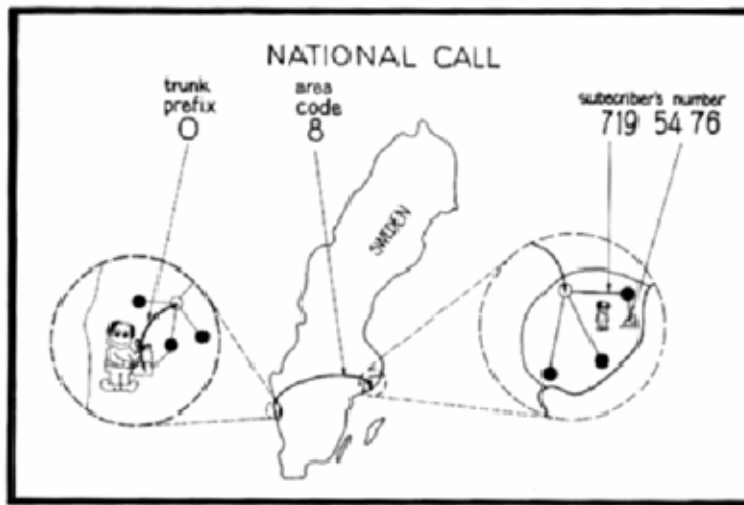 NATIONAL CALL
trunk
prefix
0
area
code
8
subscriber's number
719 54 76
SWEDEN